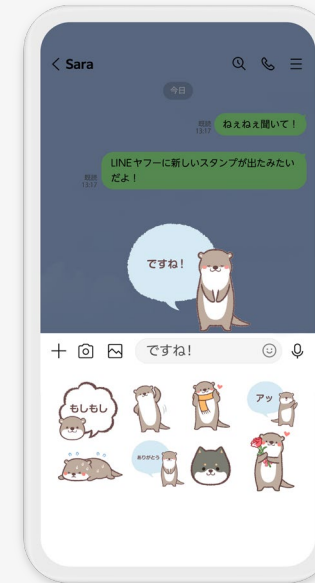 Sara
今日
既読
13:17
ねぇねぇ聞いて！
既読
13:17
LINEヤフーに新しいスタンプが出たみたい
だよ！
ですね！
ですね!
もしもし
アッ
ありがとう